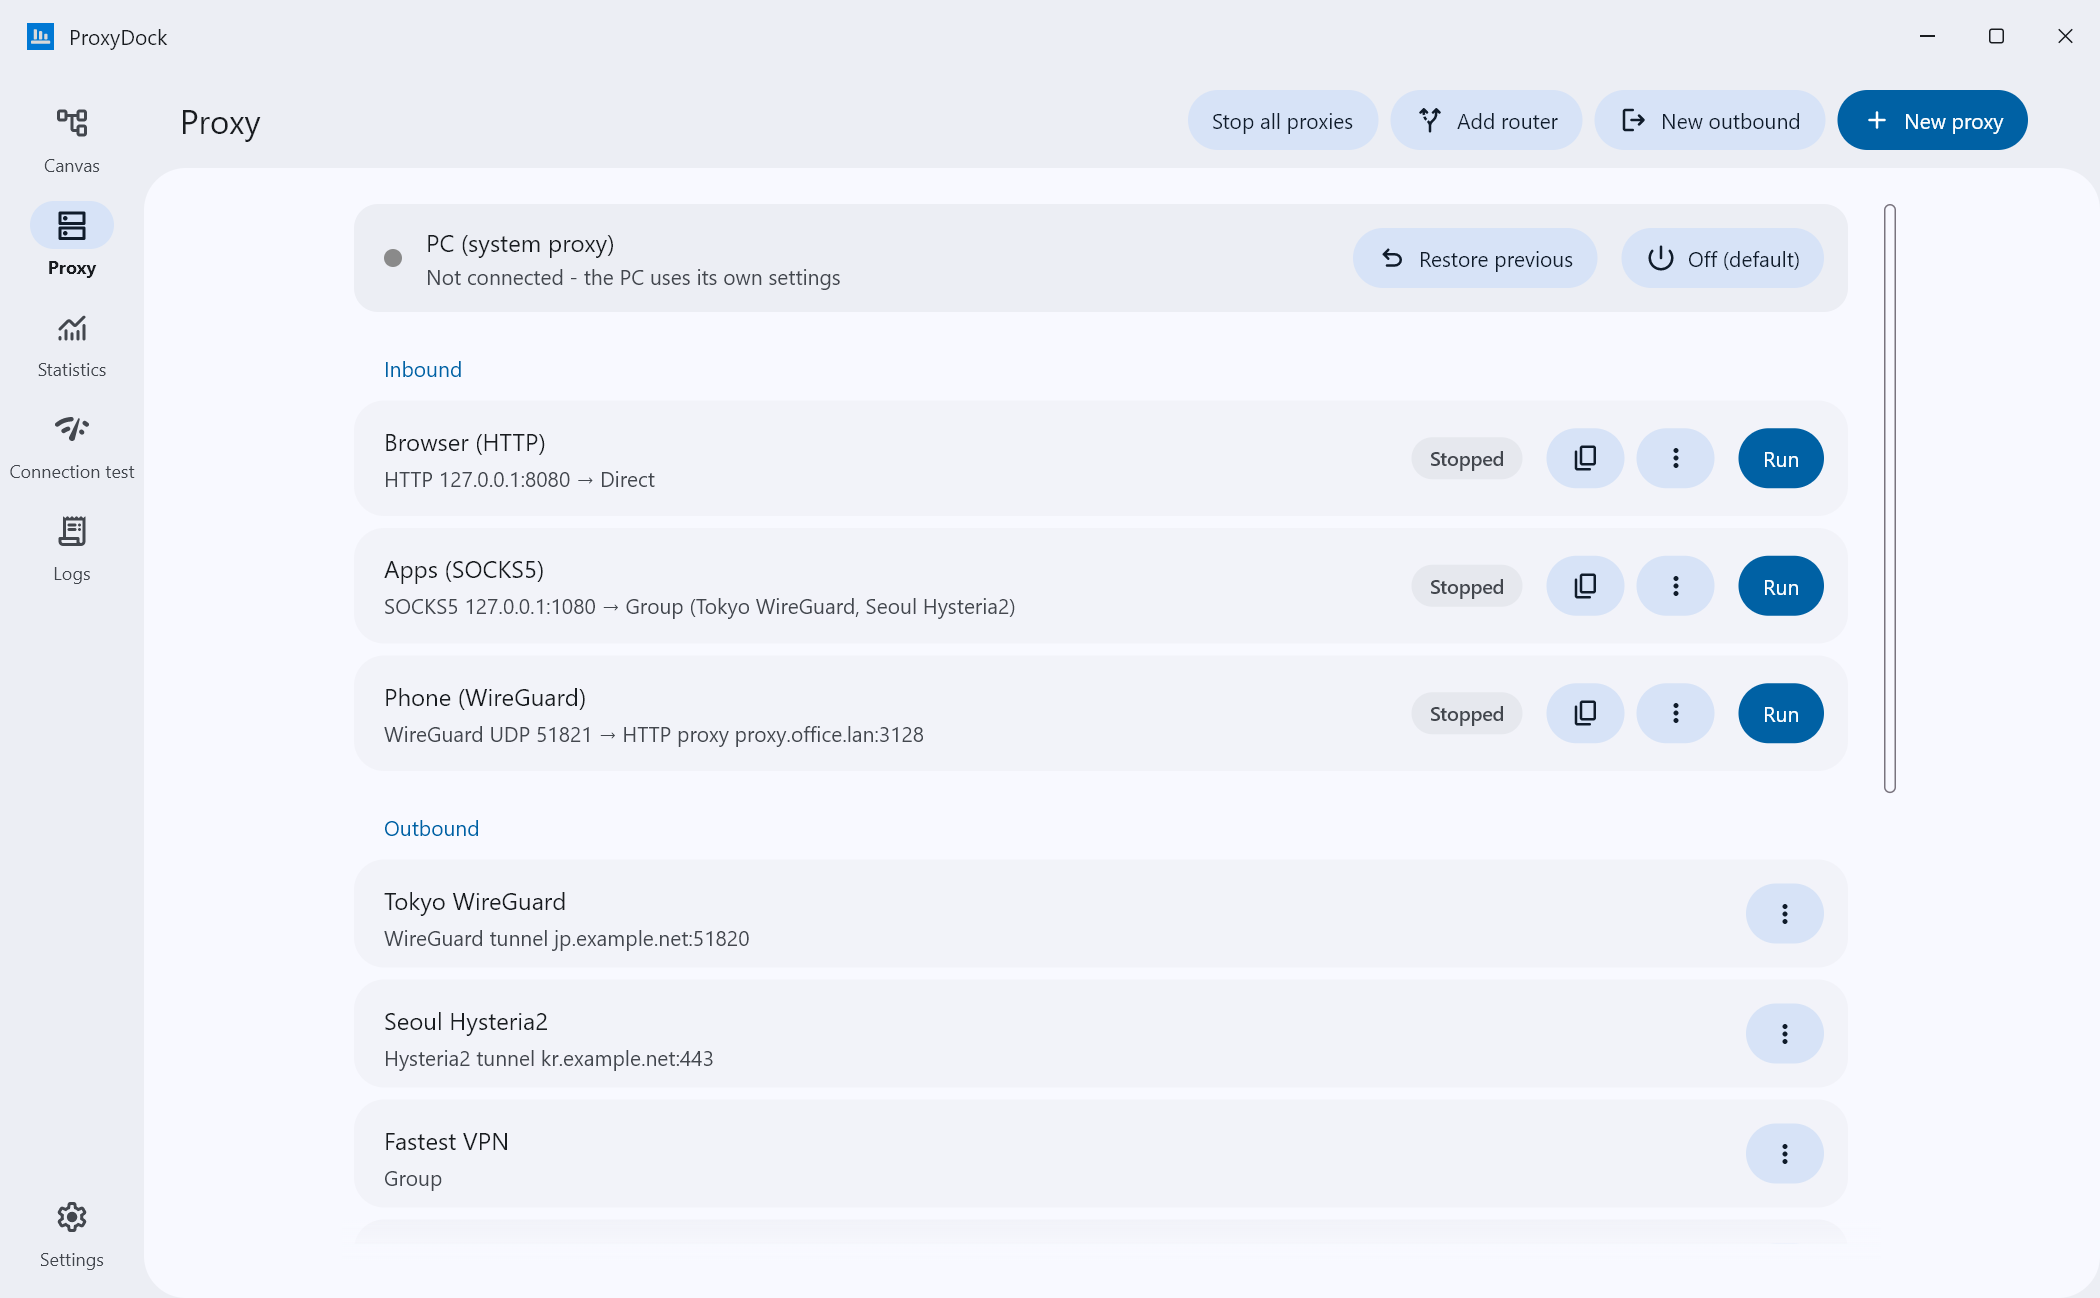 ProxyDock
Canvas
Proxy
Statistics
Connection test
Logs
Settings
Proxy
Stop all proxies
Add router
New outbound
New proxy
PC (system proxy)
Not connected - the PC uses its own settings
Restore previous
Off (default)
Inbound
Browser (HTTP)
HTTP 127.0.0.1:8080 → Direct
Stopped
Run
Apps (SOCKS5)
SOCKS5 127.0.0.1:1080 → Group (Tokyo WireGuard, Seoul Hysteria2)
Stopped
Run
Phone (WireGuard)
WireGuard UDP 51821 → HTTP proxy proxy.office.lan:3128
Stopped
Run
Outbound
Tokyo WireGuard
WireGuard tunnel jp.example.net:51820
Seoul Hysteria2
Hysteria2 tunnel kr.example.net:443
Fastest VPN
Group